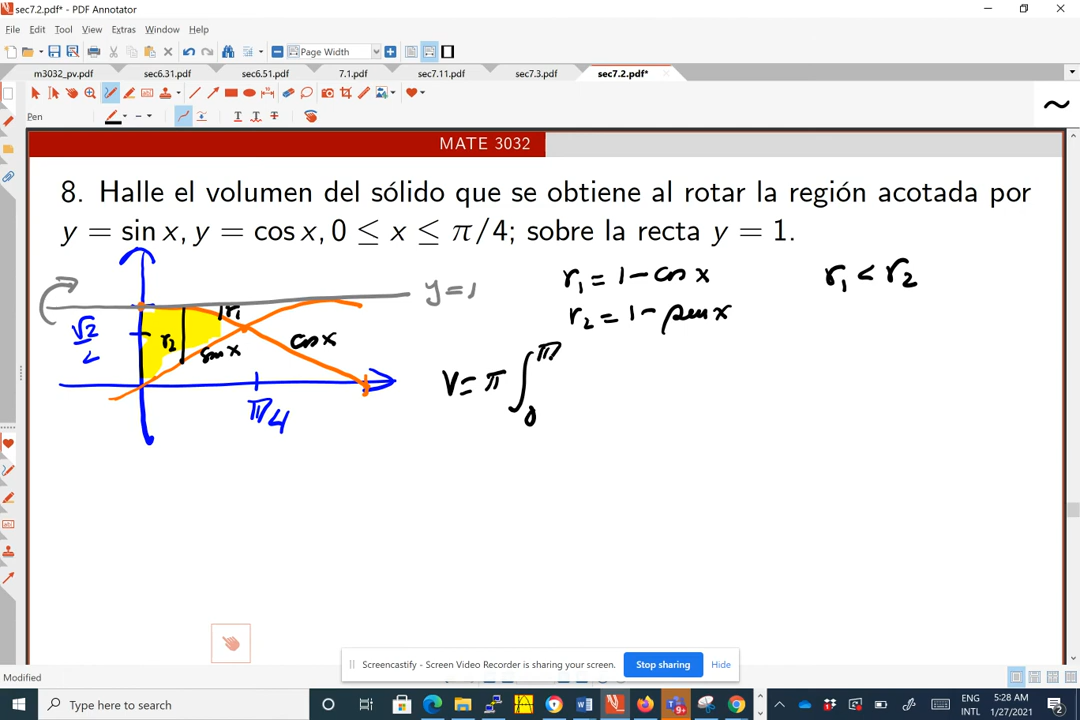 sec7.2.pdf* - PDF Annotator
File Edit Tool View Extras Window Help
Page Width
m3032_pv.pdf sec6.31.pdf sec6.51.pdf 7.1.pdf sec7.11.pdf sec7.3.pdf sec7.2.pdf*
Pen
MATE 3032
8. Halle el volumen del sólido que se obtiene al rotar la región acotada por
y = sin x, y = cos x, 0 ≤ x ≤ π/4; sobre la recta y = 1.
r₁ = 1 - cos x
r₁ < r₂
y=1
r₂ = 1 - sen x
r₁
r₂
sin x
cos x
V = π ∫₀^π
π/4
Screencastify - Screen Video Recorder is sharing your screen. Stop sharing Hide
Modified
Type here to search
ENG
INTL
5:28 AM
1/27/2021
9+
2